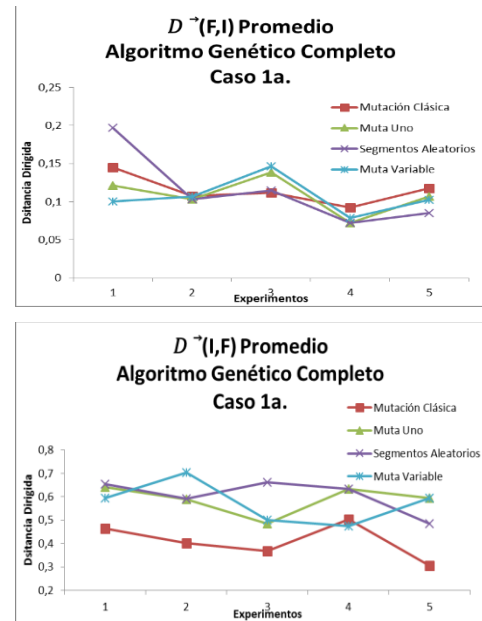 D →(F,I) Promedio
Algoritmo Genético Completo
Caso 1a.
Dsitancia Dirigida
0,25
0,2
0,15
0,1
0,05
0
Mutación Clásica
Muta Uno
Segmentos Aleatorios
Muta Variable
1 2 3 4 5
Experimentos
D →(I,F) Promedio
Algoritmo Genético Completo
Caso 1a.
Dsitancia Dirigida
0,8
0,7
0,6
0,5
0,4
0,3
0,2
Mutación Clásica
Muta Uno
Segmentos Aleatorios
Muta Variable
1 2 3 4 5
Experimentos